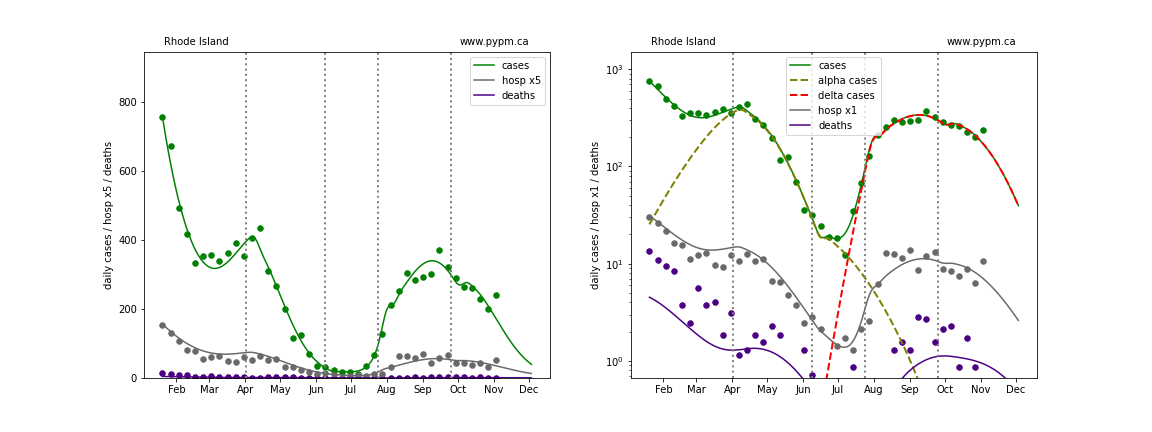 Rhode Island www.pypm.ca
cases
hosp x5
deaths
daily cases / hosp x5 / deaths
800
600
400
200
0
Feb Mar Apr May Jun Jul Aug Sep Oct Nov Dec
Rhode Island www.pypm.ca
cases
alpha cases
delta cases
hosp x1
deaths
daily cases / hosp x1 / deaths
10³
10²
10¹
10⁰
Feb Mar Apr May Jun Jul Aug Sep Oct Nov Dec